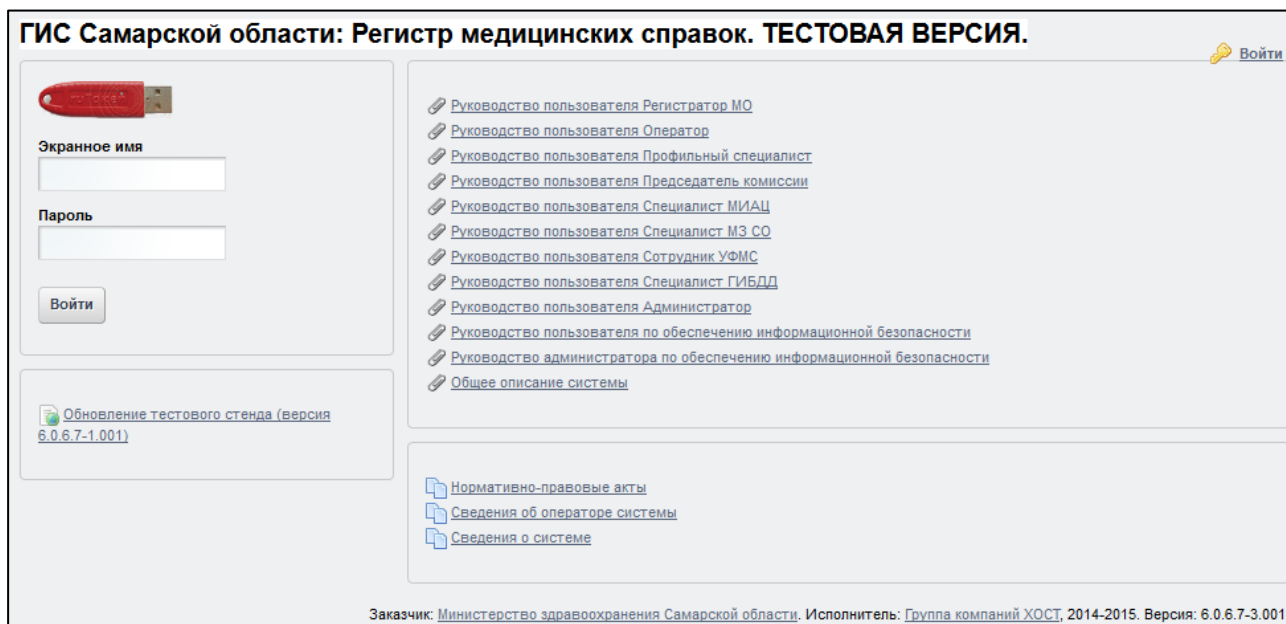 ГИС Самарской области: Регистр медицинских справок. ТЕСТОВАЯ ВЕРСИЯ.
Войти
ruToken
Экранное имя
Пароль
Войти
Обновление тестового стенда (версия
6.0.6.7-1.001)
Руководство пользователя Регистратор МО
Руководство пользователя Оператор
Руководство пользователя Профильный специалист
Руководство пользователя Председатель комиссии
Руководство пользователя Специалист МИАЦ
Руководство пользователя Специалист МЗ СО
Руководство пользователя Сотрудник УФМС
Руководство пользователя Специалист ГИБДД
Руководство пользователя Администратор
Руководство пользователя по обеспечению информационной безопасности
Руководство администратора по обеспечению информационной безопасности
Общее описание системы
Нормативно-правовые акты
Сведения об операторе системы
Сведения о системе
Заказчик: Министерство здравоохранения Самарской области. Исполнитель: Группа компаний ХОСТ, 2014-2015. Версия: 6.0.6.7-3.001